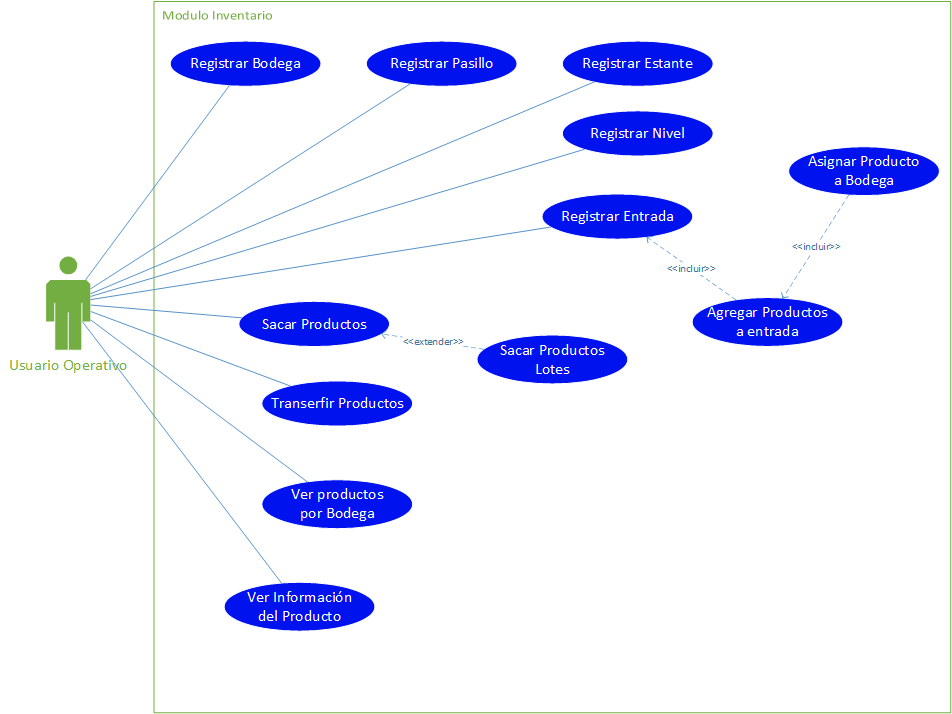 Modulo Inventario
Registrar Bodega
Registrar Pasillo
Registrar Estante
Registrar Nivel
Asignar Producto
a Bodega
Registrar Entrada
<<incluir>>
<<incluir>>
Agregar Productos
a entrada
Sacar Productos
<<extender>>
Sacar Productos
Lotes
Usuario Operativo
Transerfir Productos
Ver productos
por Bodega
Ver Información
del Producto